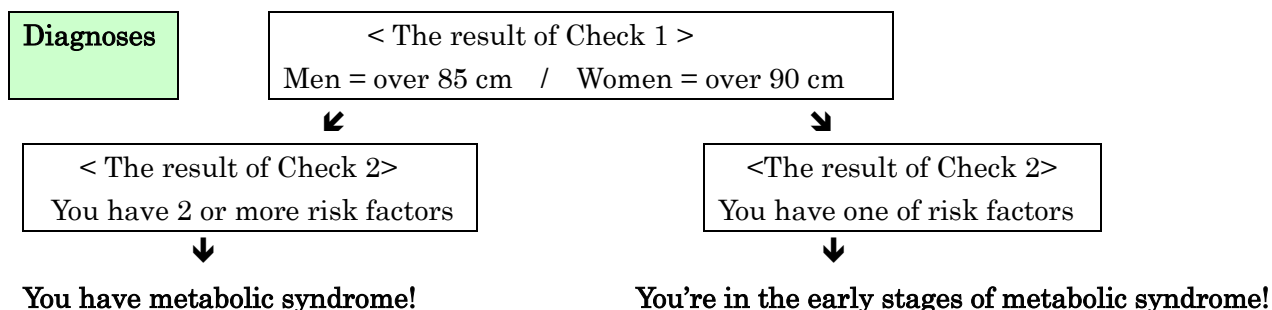 Diagnoses
< The result of Check 1 >
Men = over 85 cm / Women = over 90 cm
< The result of Check 2>
You have 2 or more risk factors
<The result of Check 2>
You have one of risk factors
You have metabolic syndrome!
You're in the early stages of metabolic syndrome!